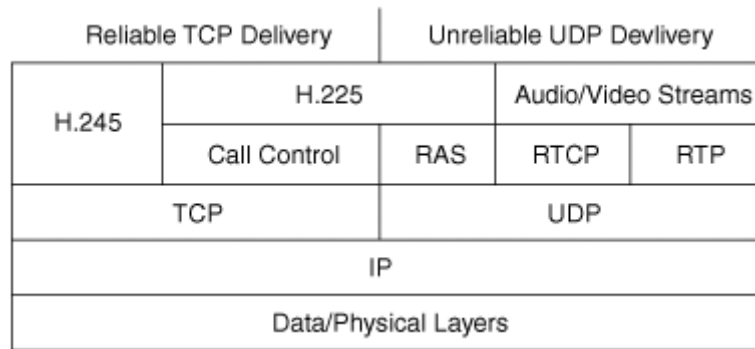 Reliable TCP Delivery
Unreliable UDP Devlivery
H.245
H.225
Audio/Video Streams
Call Control
RAS
RTCP
RTP
TCP
UDP
IP
Data/Physical Layers